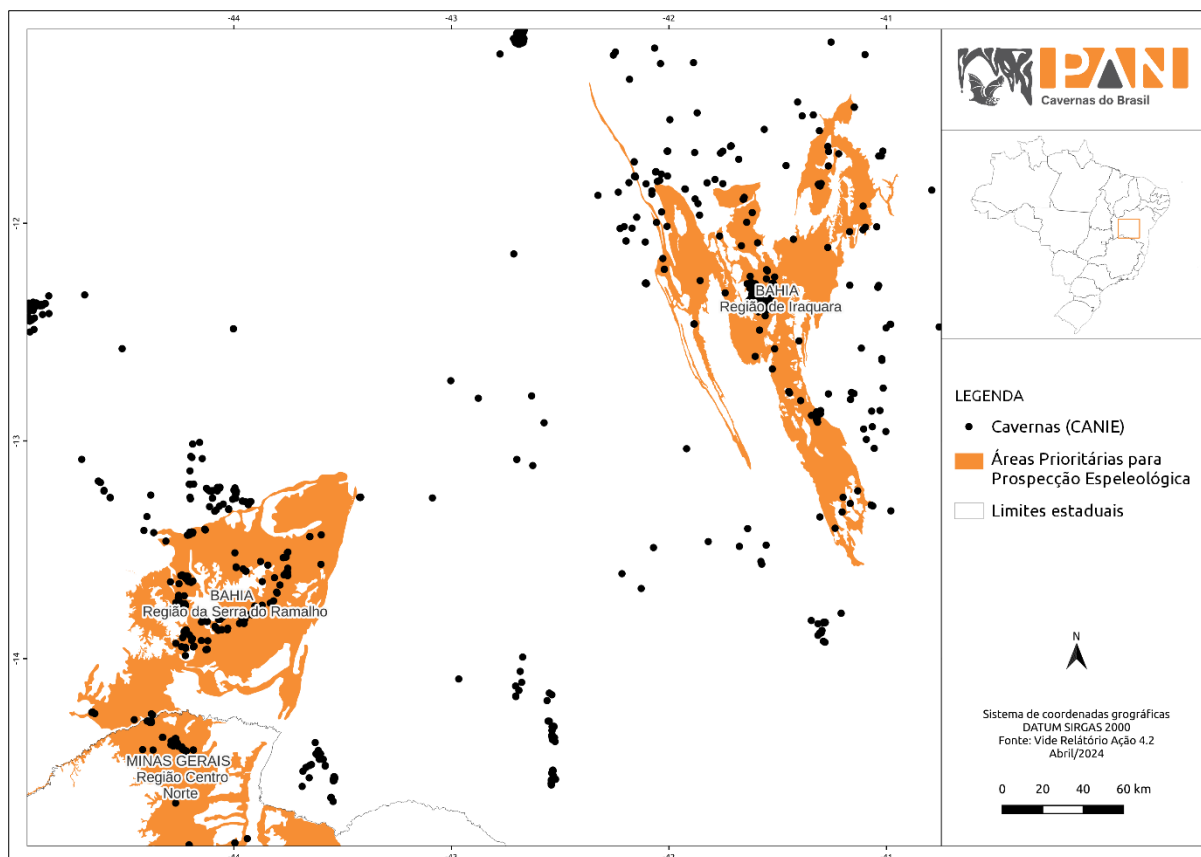 -44
-43
-42
-41
-12
-13
-14
-44
-43
-42
-41
BAHIA
Região de Iraquara
BAHIA
Região da Serra do Ramalho
MINAS GERAIS
Região Centro
Norte
PAN
Cavernas do Brasil
LEGENDA
Cavernas (CANIE)
Áreas Prioritárias para
Prospecção Espeleológica
Limites estaduais
N
Sistema de coordenadas grográficas
DATUM SIRGAS 2000
Fonte: Vide Relátório Ação 4.2
Abril/2024
0 20 40 60 km